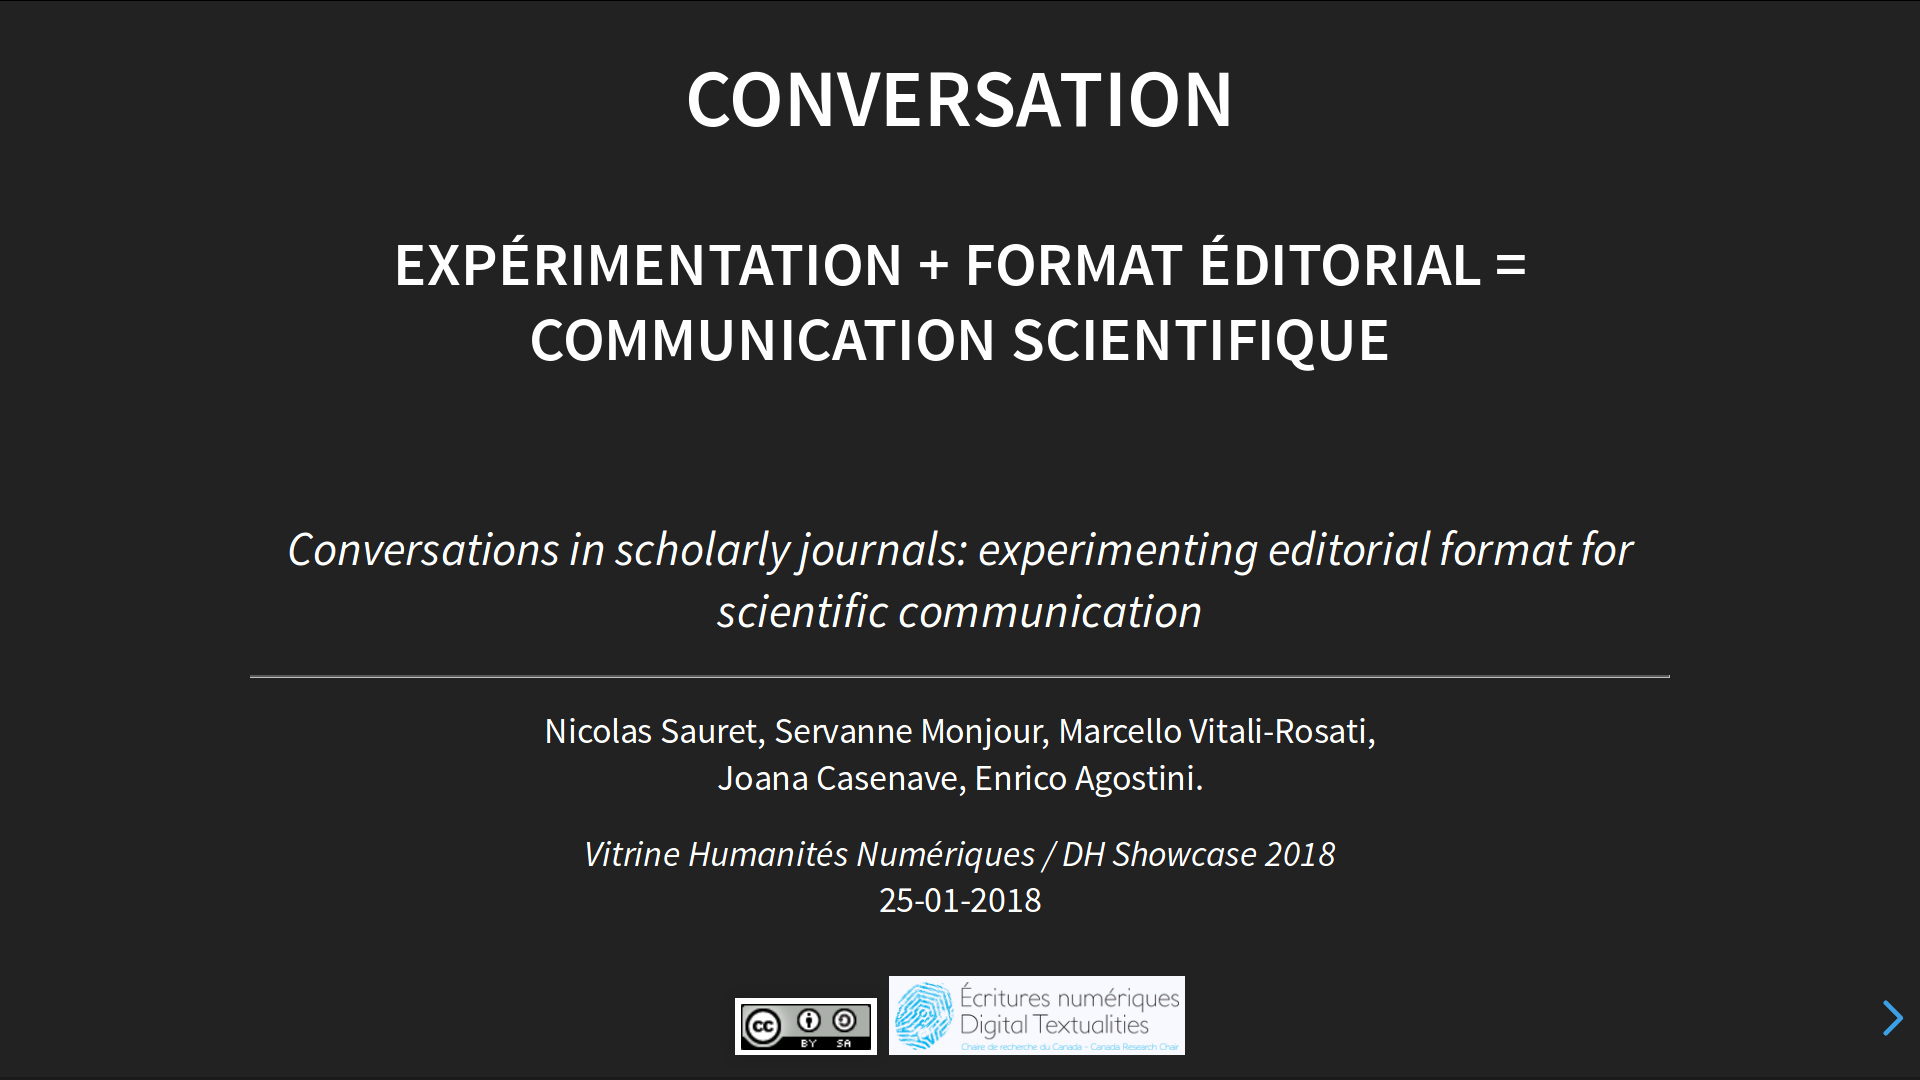 CONVERSATION
EXPÉRIMENTATION + FORMAT ÉDITORIAL =
COMMUNICATION SCIENTIFIQUE
Conversations in scholarly journals: experimenting editorial format for
scientific communication
Nicolas Sauret, Servanne Monjour, Marcello Vitali-Rosati,
Joana Casenave, Enrico Agostini.
Vitrine Humanités Numériques / DH Showcase 2018
25-01-2018
cc BY SA
Écritures numériques
Digital Textualities
Chaire de recherche du Canada - Canada Research Chair